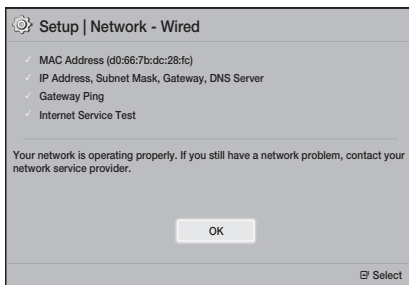 Setup | Network - Wired
MAC Address (d0:66:7b:dc:28:fc)
IP Address, Subnet Mask, Gateway, DNS Server
Gateway Ping
Internet Service Test
Your network is operating properly. If you still have a network problem, contact your
network service provider.
OK
Select